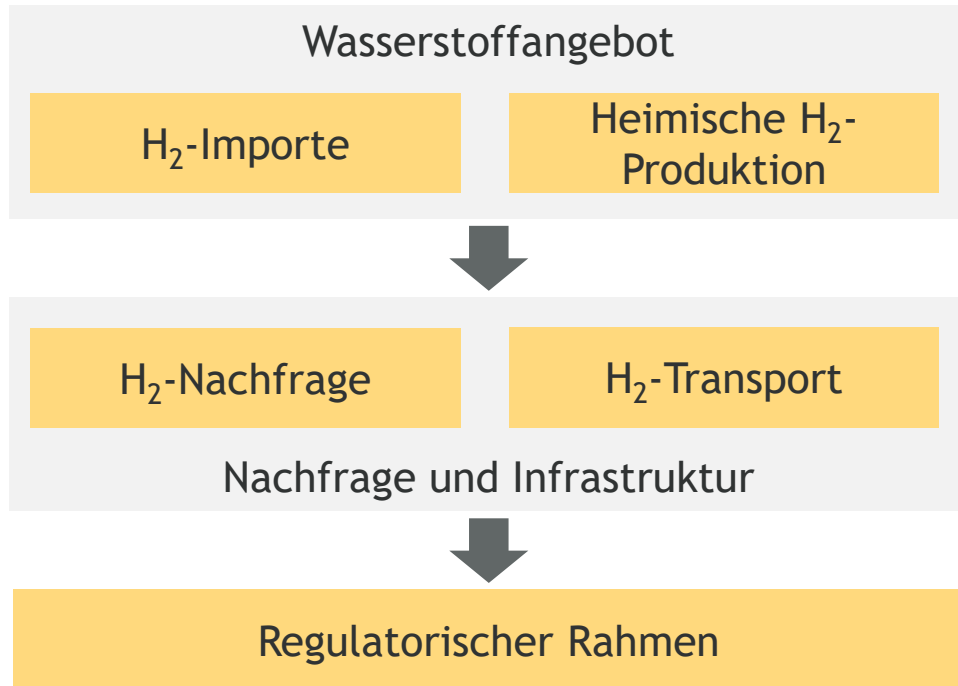 Wasserstoffangebot
H₂-Importe
Heimische H₂-
Produktion
H₂-Nachfrage
H₂-Transport
Nachfrage und Infrastruktur
Regulatorischer Rahmen